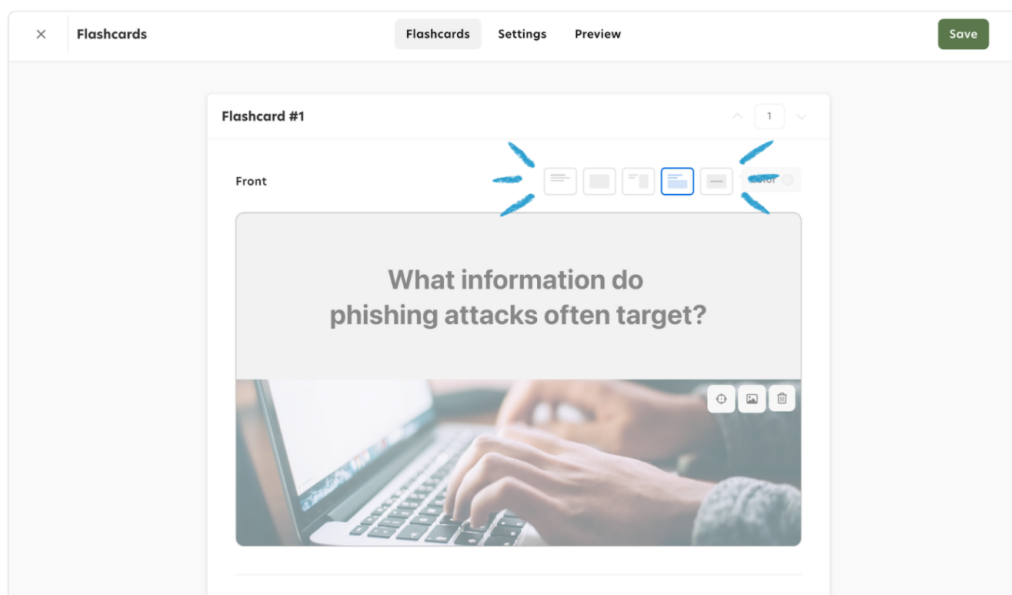 Flashcards
Flashcards Settings Preview
Save
Flashcard #1
1
Front
What information do
phishing attacks often target?